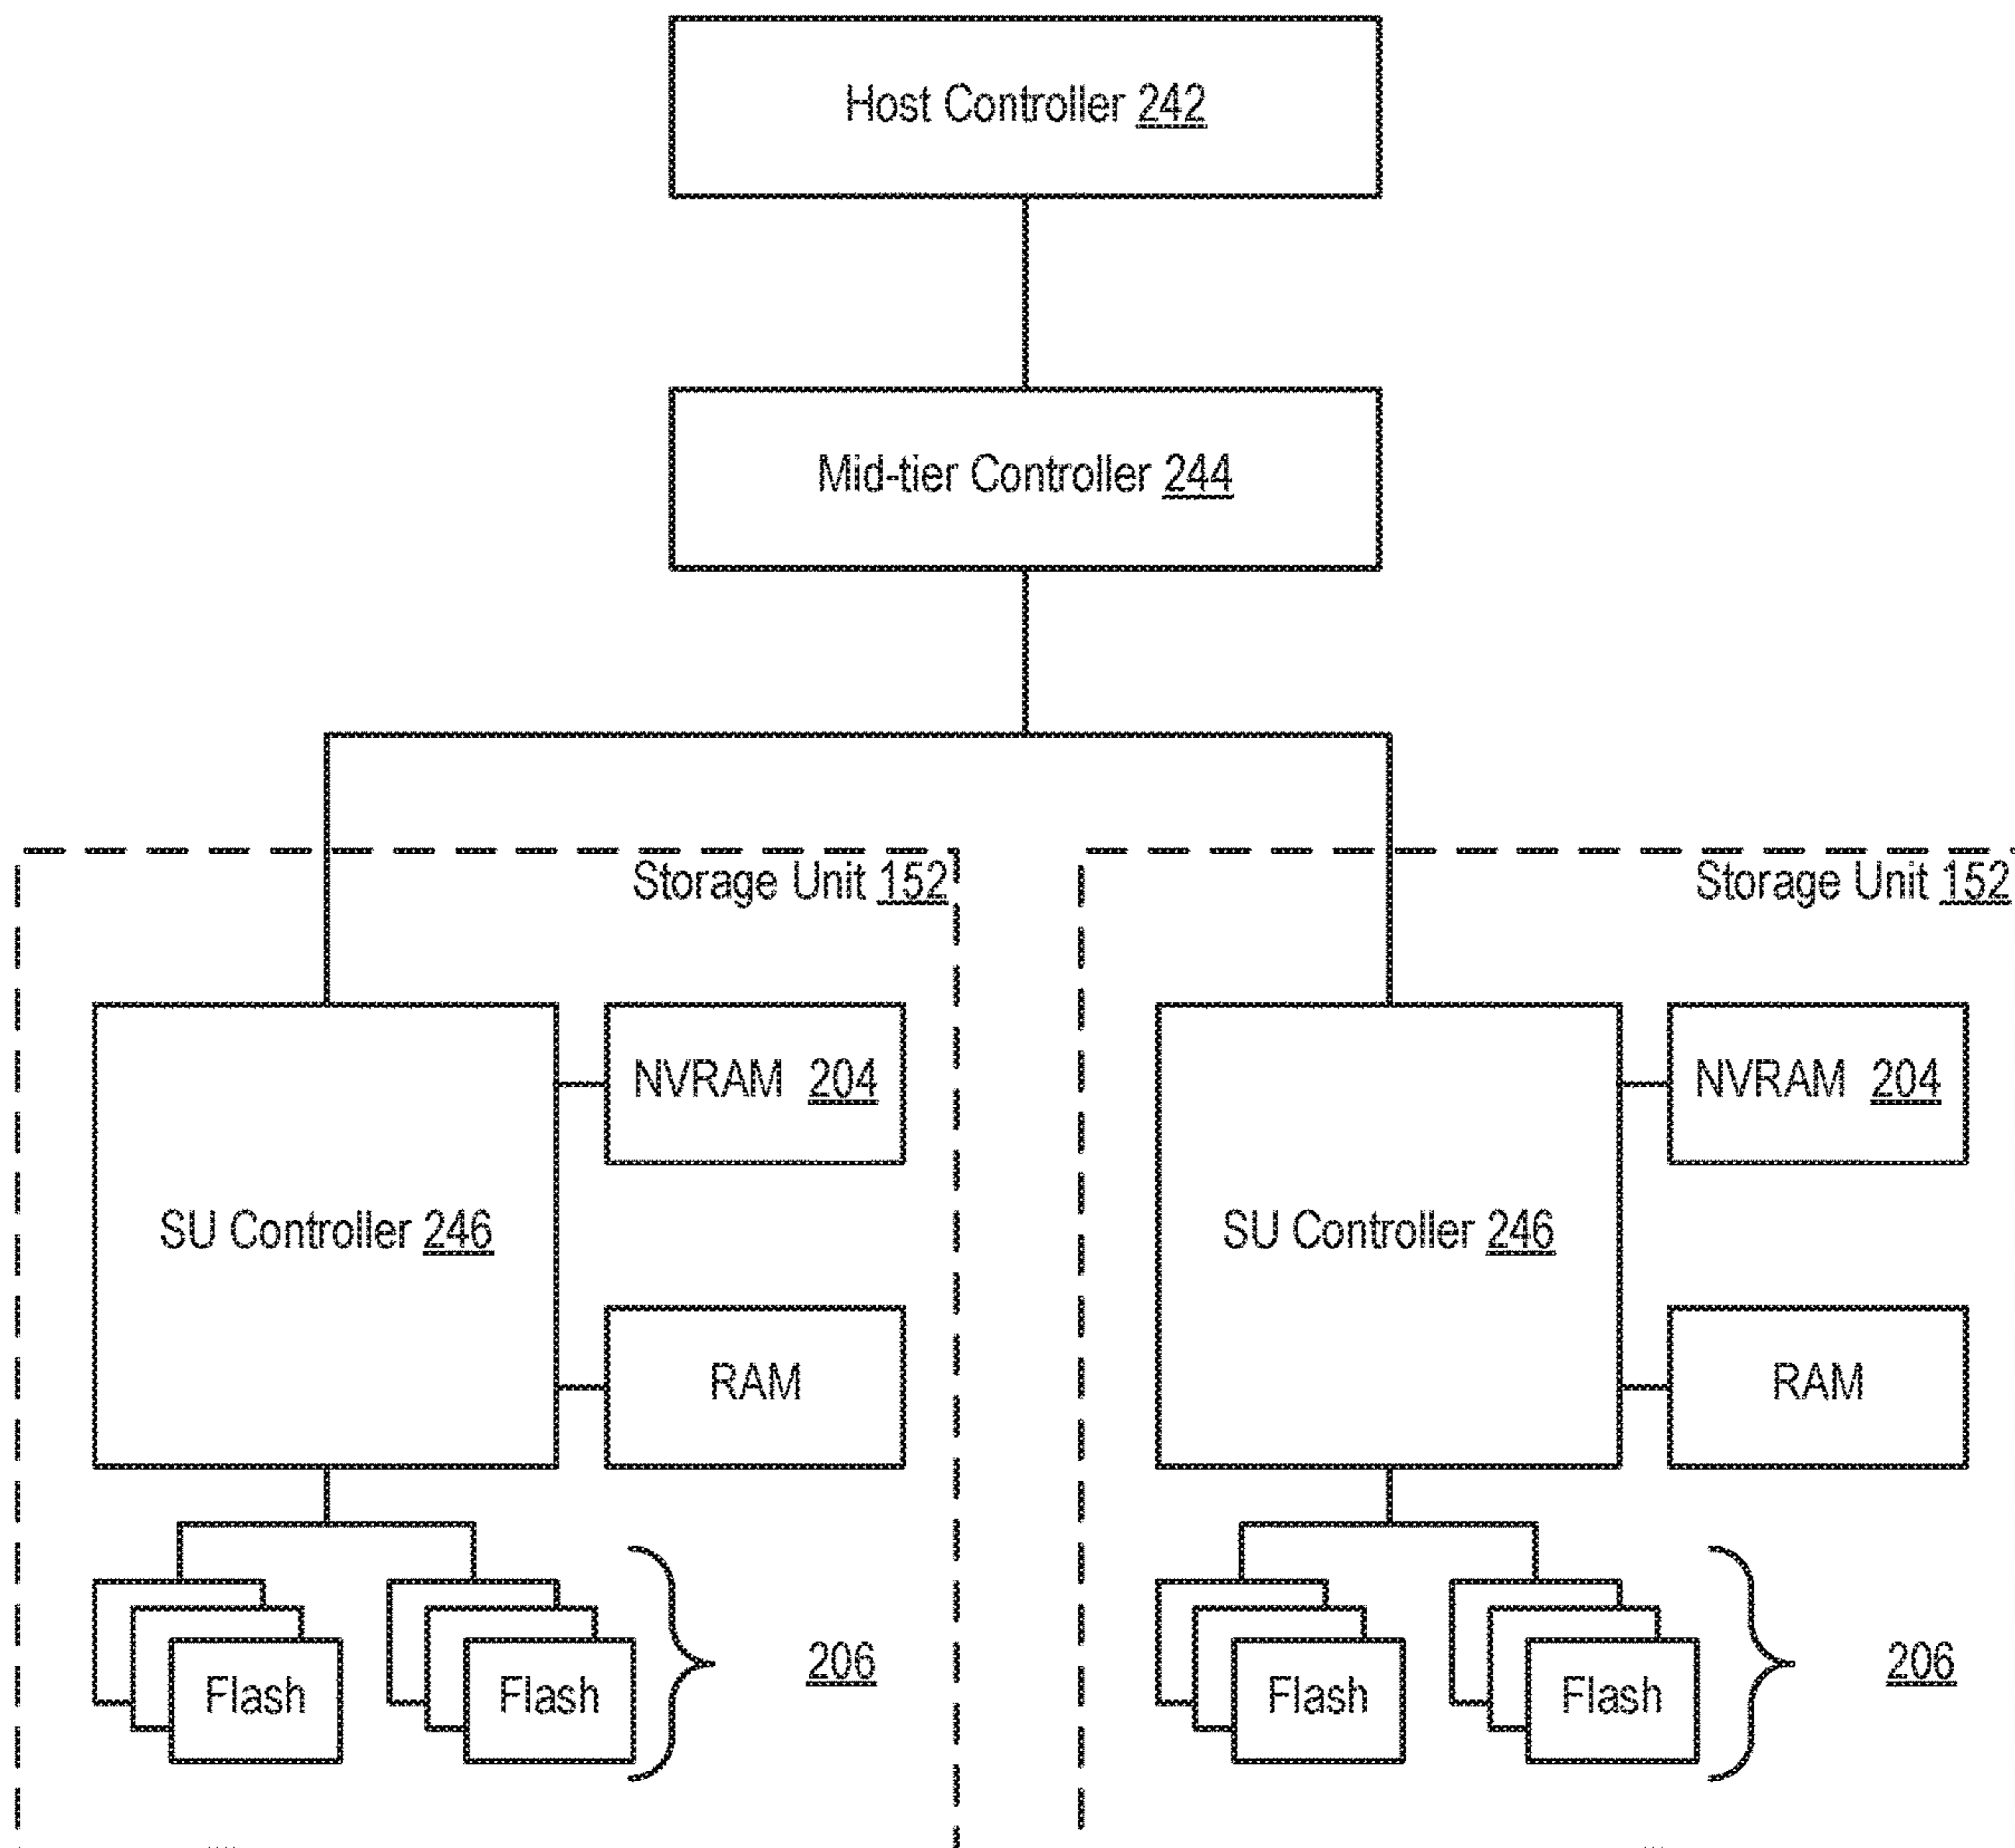 Host Controller 242
Mid-tier Controller 244
Storage Unit 152
Storage Unit 152
NVRAM 204
NVRAM 204
SU Controller 246
SU Controller 246
RAM
RAM
Flash
Flash
206
Flash
Flash
206